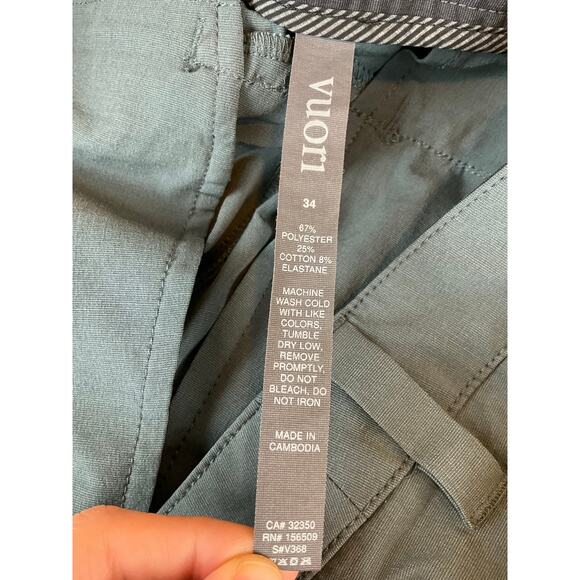 vuori
34
67%
POLYESTER
25%
COTTON 8%
ELASTANE
MACHINE
WASH COLD
WITH LIKE
COLORS,
TUMBLE
DRY LOW,
REMOVE
PROMPTLY,
DO NOT
BLEACH, DO
NOT IRON
MADE IN
CAMBODIA
CA# 32350
RN# 156509
S#V368